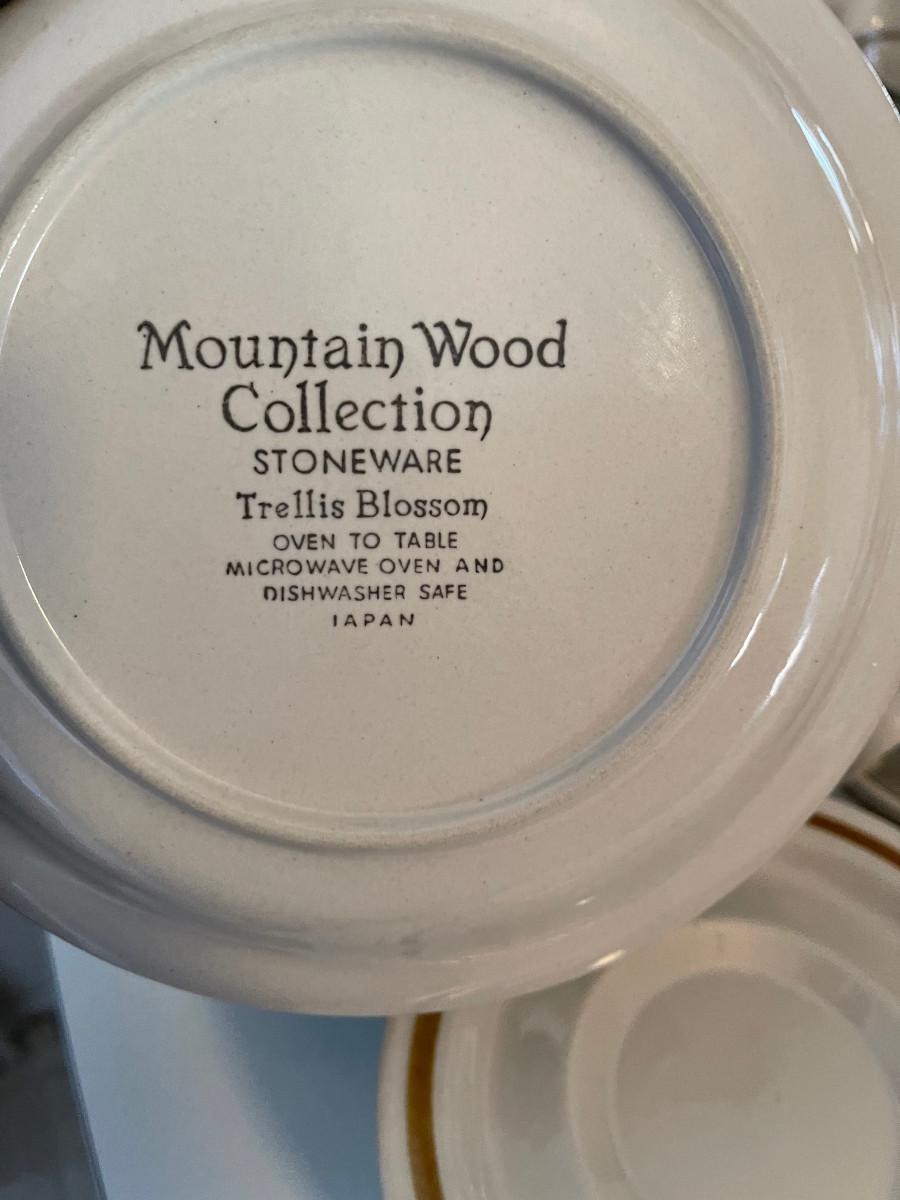 Mountain Wood
Collection
STONEWARE
Trellis Blossom
OVEN TO TABLE
MICROWAVE OVEN AND
DISHWASHER SAFE
JAPAN